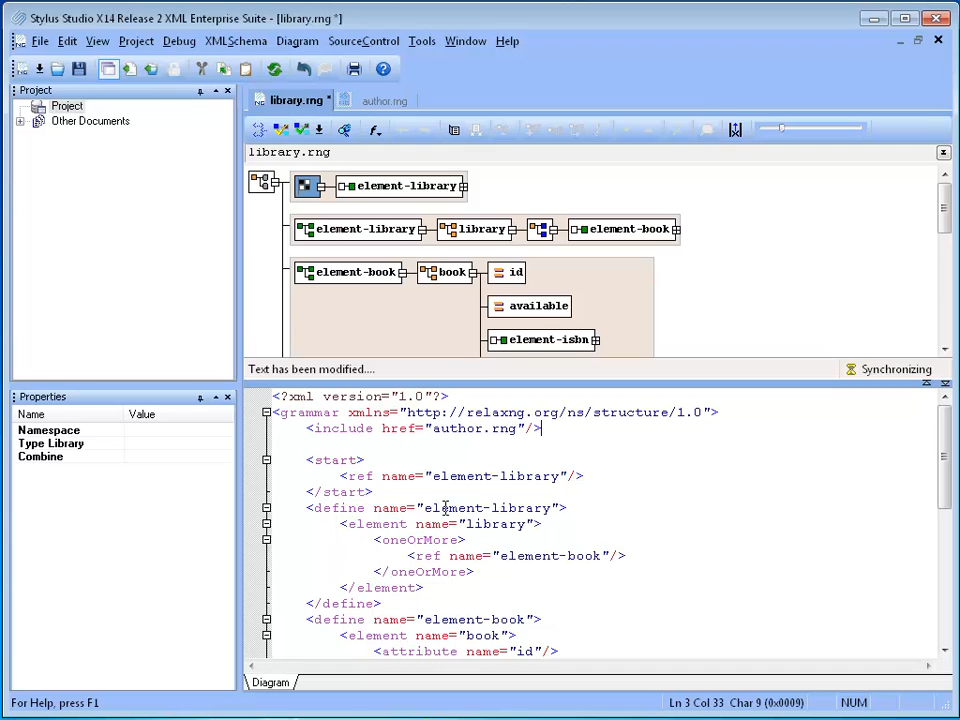 Stylus Studio X14 Release 2 XML Enterprise Suite - [library.rng *]
File Edit View Project Debug XMLSchema Diagram SourceControl Tools Window Help
Project
Project
Other Documents
library.rng * author.rng
library.rng
element-library
element-library library element-book
element-book book id
available
element-isbn
Text has been modified.... Synchronizing
Properties
Name Value
Namespace
Type Library
Combine
<?xml version="1.0"?>
<grammar xmlns="http://relaxng.org/ns/structure/1.0">
<include href="author.rng"/>
<start>
<ref name="element-library"/>
</start>
<define name="element-library">
<element name="library">
<oneOrMore>
<ref name="element-book"/>
</oneOrMore>
</element>
</define>
<define name="element-book">
<element name="book">
<attribute name="id"/>
Diagram
For Help, press F1 Ln 3 Col 33 Char 9 (0x0009) NUM